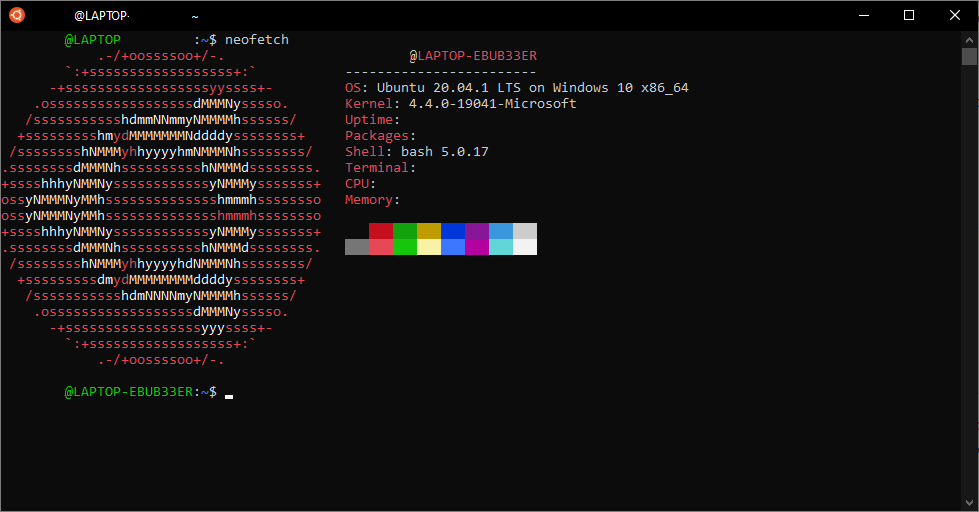 @LAPTOP- ~
@LAPTOP :~$ neofetch
.-/+oossssoo+/-. @LAPTOP-EBUB33ER
`:+ssssssssssssssssss+:` ------------------------
-+ssssssssssssssssssyyssss+- OS: Ubuntu 20.04.1 LTS on Windows 10 x86_64
.ossssssssssssssssssdMMMNysssso. Kernel: 4.4.0-19041-Microsoft
/ssssssssssshdmmNNmmyNMMMMhssssss/ Uptime:
+ssssssssshmydMMMMMMMNddddyssssssss+ Packages:
/sssssssshNMMMyhhyyyyhmNMMMNhssssssss/ Shell: bash 5.0.17
.ssssssssdMMMNhsssssssssshNMMMdssssssss. Terminal:
+sssshhhyNMMNyssssssssssssyNMMMysssssss+ CPU:
ossyNMMMNyMMhsssssssssssssshmmmhssssssso Memory:
ossyNMMMNyMMhsssssssssssssshmmmhssssssso
+sssshhhyNMMNyssssssssssssyNMMMysssssss+
.ssssssssdMMMNhsssssssssshNMMMdssssssss.
/sssssssshNMMMyhhyyyyhdNMMMNhssssssss/
+sssssssssdmydMMMMMMMMddddyssssssss+
/ssssssssssshdmNNNNmyNMMMMhssssss/
.ossssssssssssssssssdMMMNysssso.
-+sssssssssssssssssyyyssss+-
`:+ssssssssssssssssss+:`
.-/+oossssoo+/-.
@LAPTOP-EBUB33ER:~$